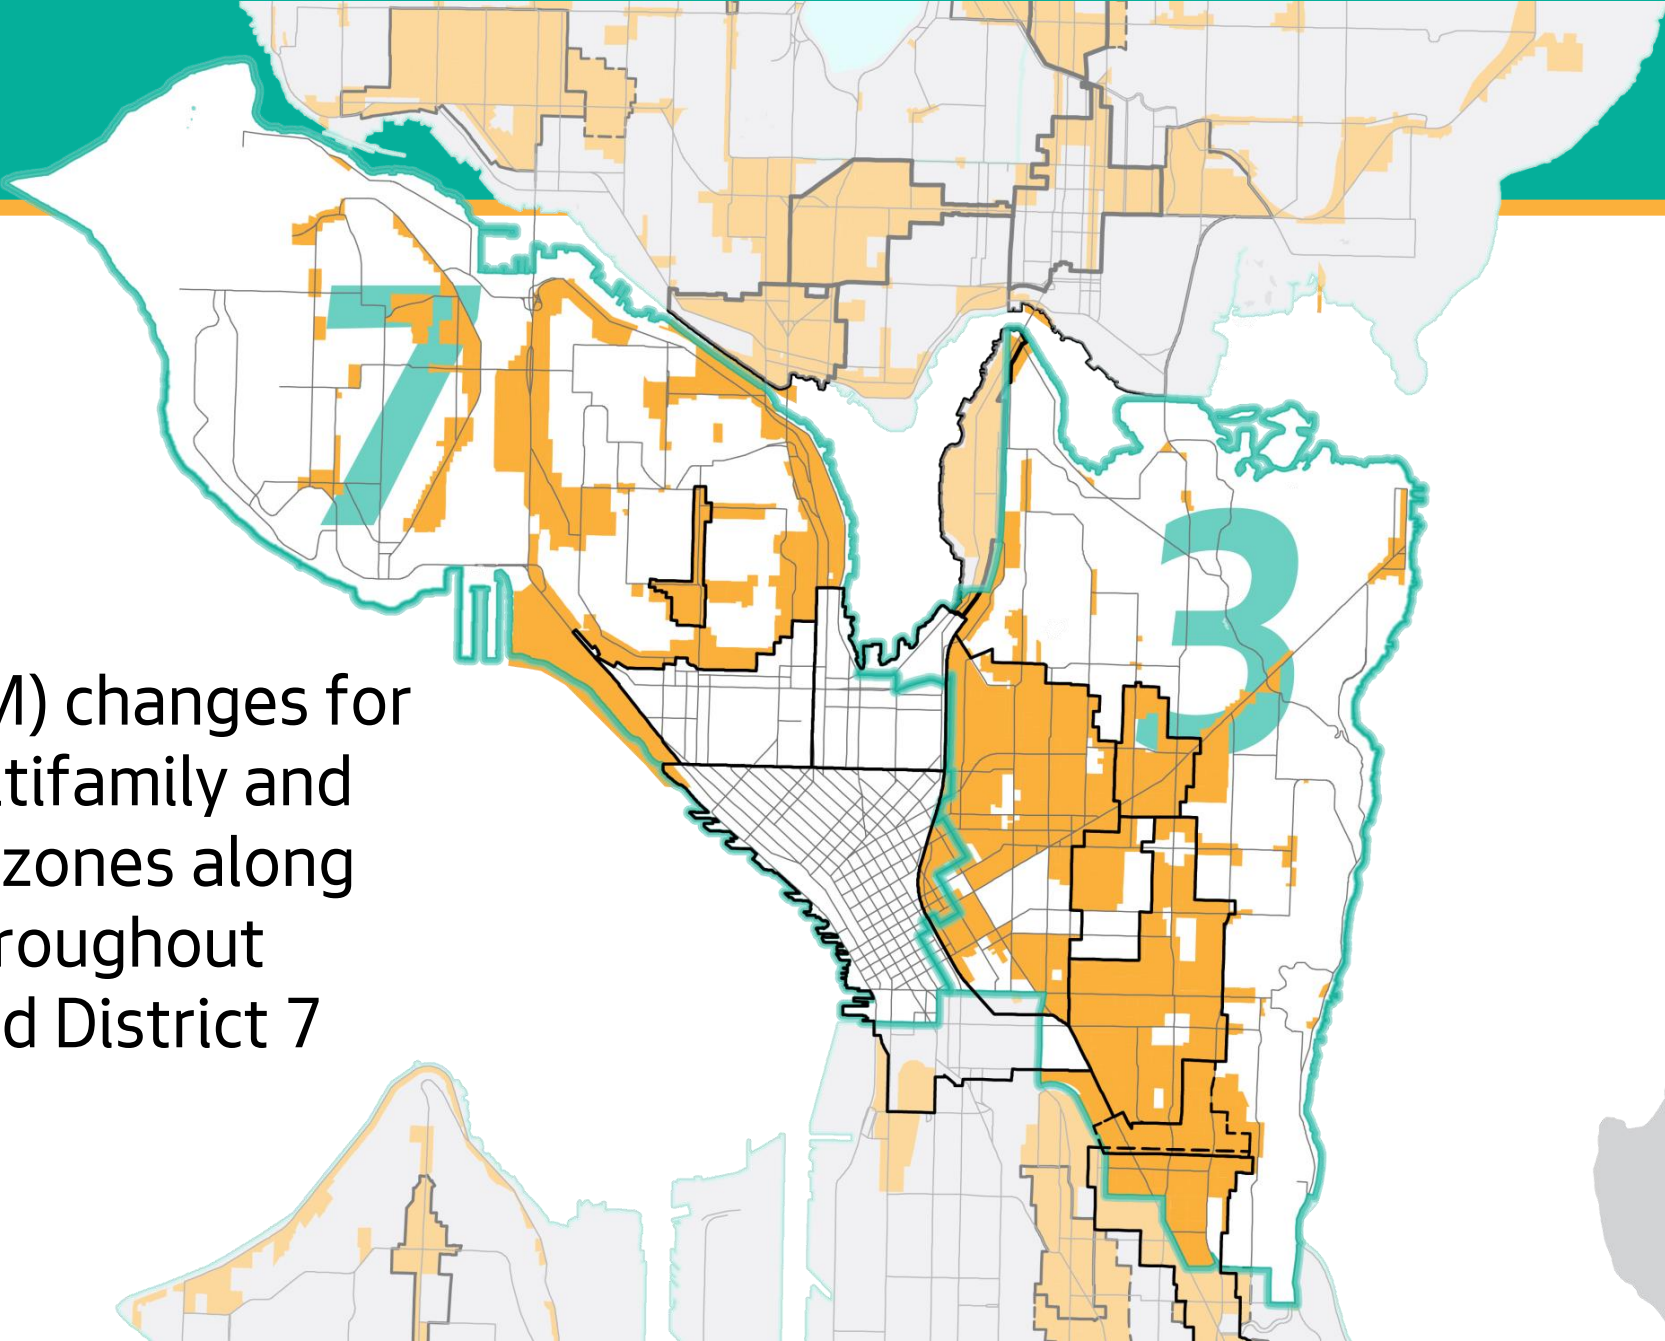 7
3
M) changes for
tifamily and
zones along
roughout
d District 7